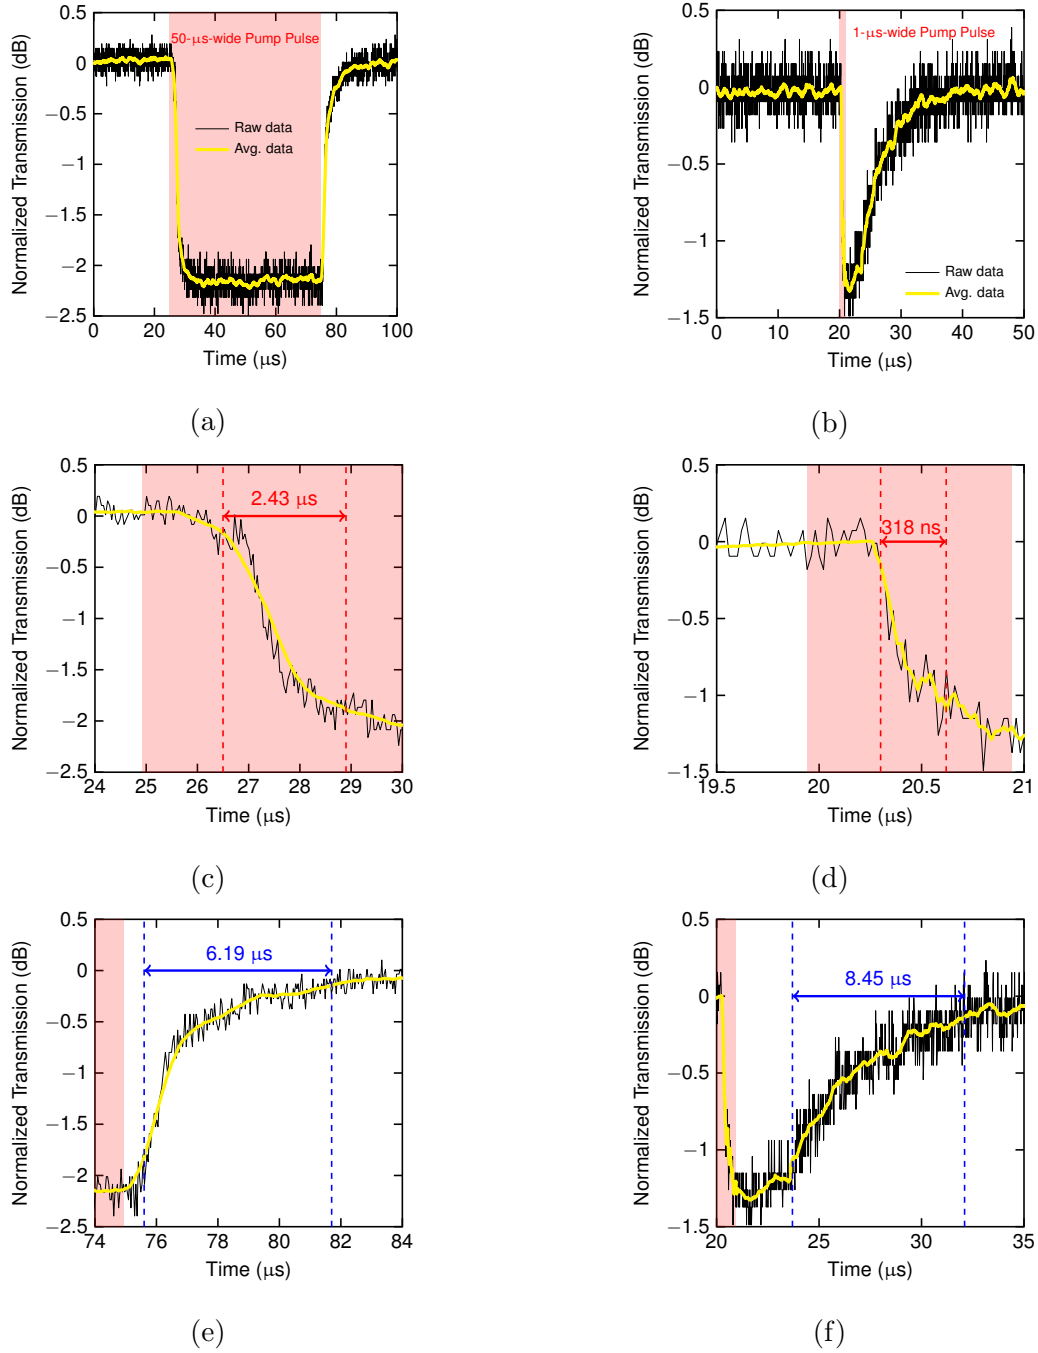 50-μs-wide Pump Pulse
Raw data
Avg. data
Normalized Transmission (dB)
0.5
0
−0.5
−1
−1.5
−2
−2.5
0 20 40 60 80 100
Time (μs)
(a)
1-μs-wide Pump Pulse
Raw data
Avg. data
Normalized Transmission (dB)
0.5
0
−0.5
−1
−1.5
0 10 20 30 40 50
Time (μs)
(b)
2.43 μs
Normalized Transmission (dB)
0.5
0
−0.5
−1
−1.5
−2
−2.5
24 25 26 27 28 29 30
Time (μs)
(c)
318 ns
Normalized Transmission (dB)
0.5
0
−0.5
−1
−1.5
19.5 20 20.5 21
Time (μs)
(d)
6.19 μs
Normalized Transmission (dB)
0.5
0
−0.5
−1
−1.5
−2
−2.5
74 76 78 80 82 84
Time (μs)
(e)
8.45 μs
Normalized Transmission (dB)
0.5
0
−0.5
−1
−1.5
20 25 30 35
Time (μs)
(f)